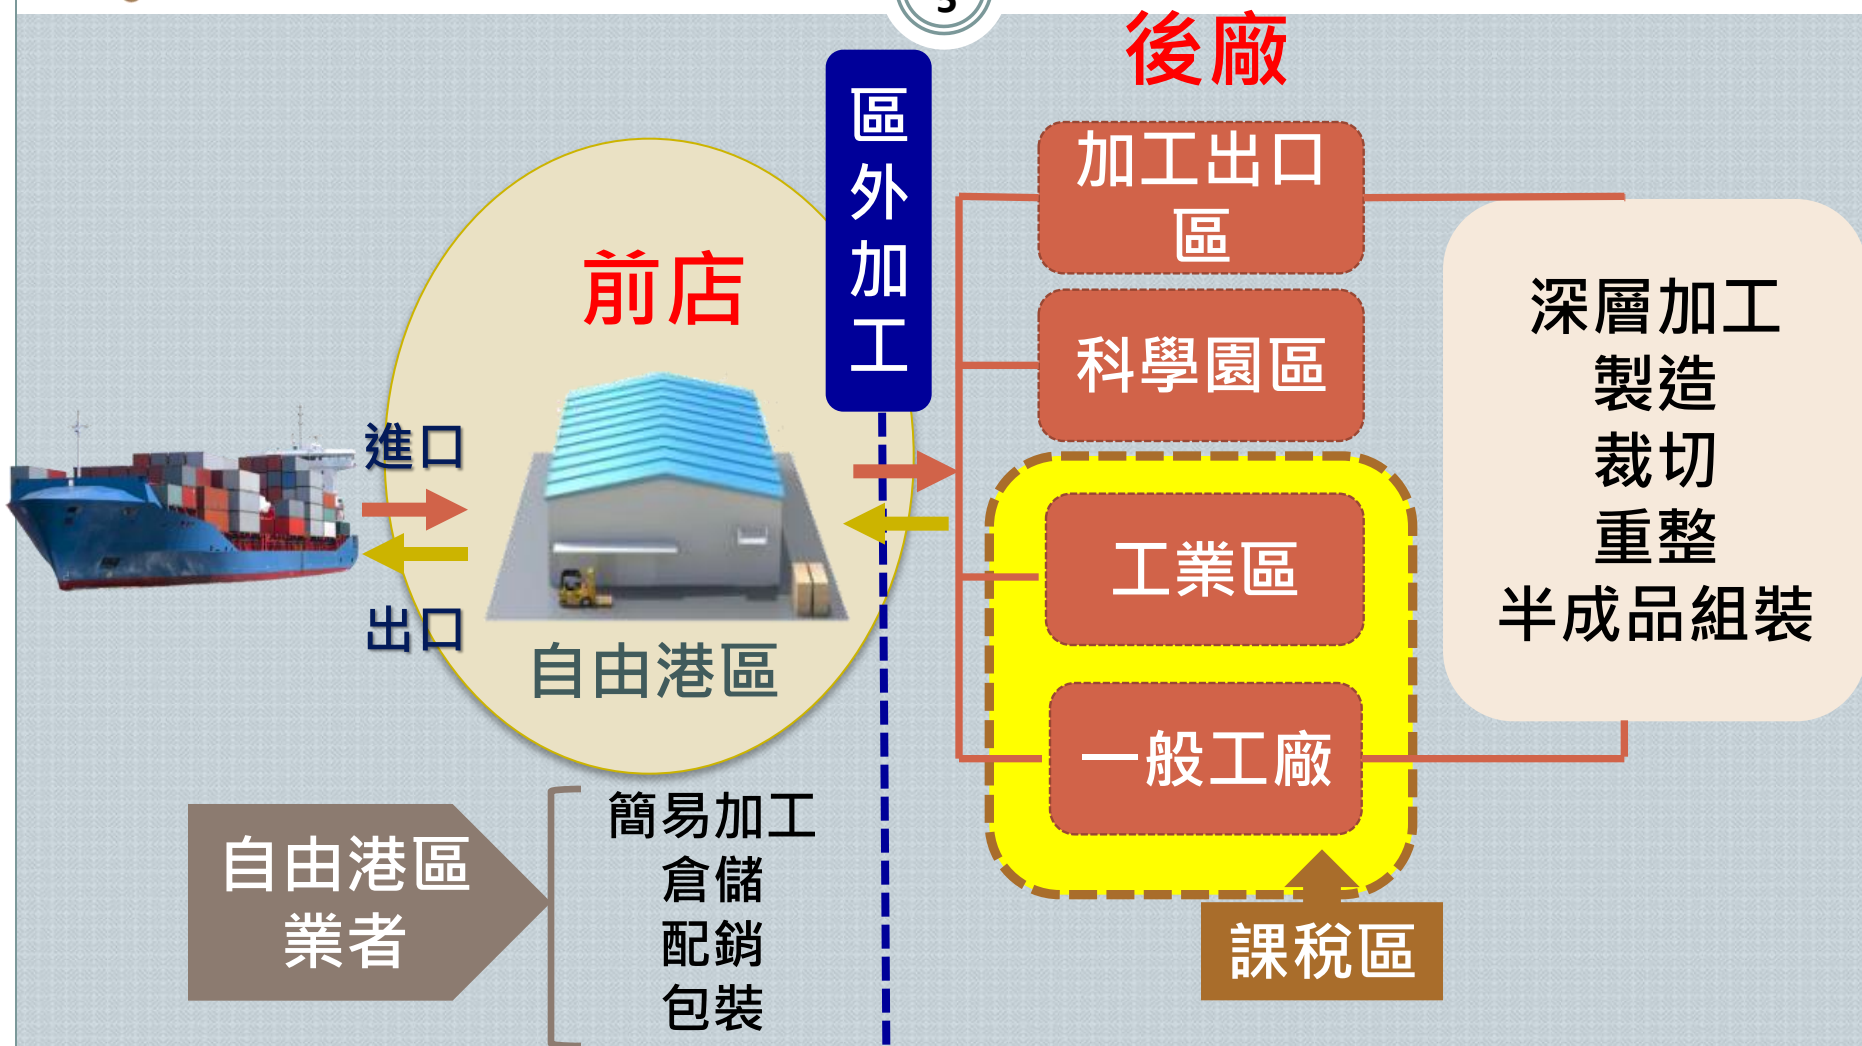 後廠
區
外
加
工
加工出口
區
科學園區
工業區
一般工廠
課稅區
深層加工
製造
裁切
重整
半成品組裝
前店
進口
出口
自由港區
自由港區
業者
簡易加工
倉儲
配銷
包裝